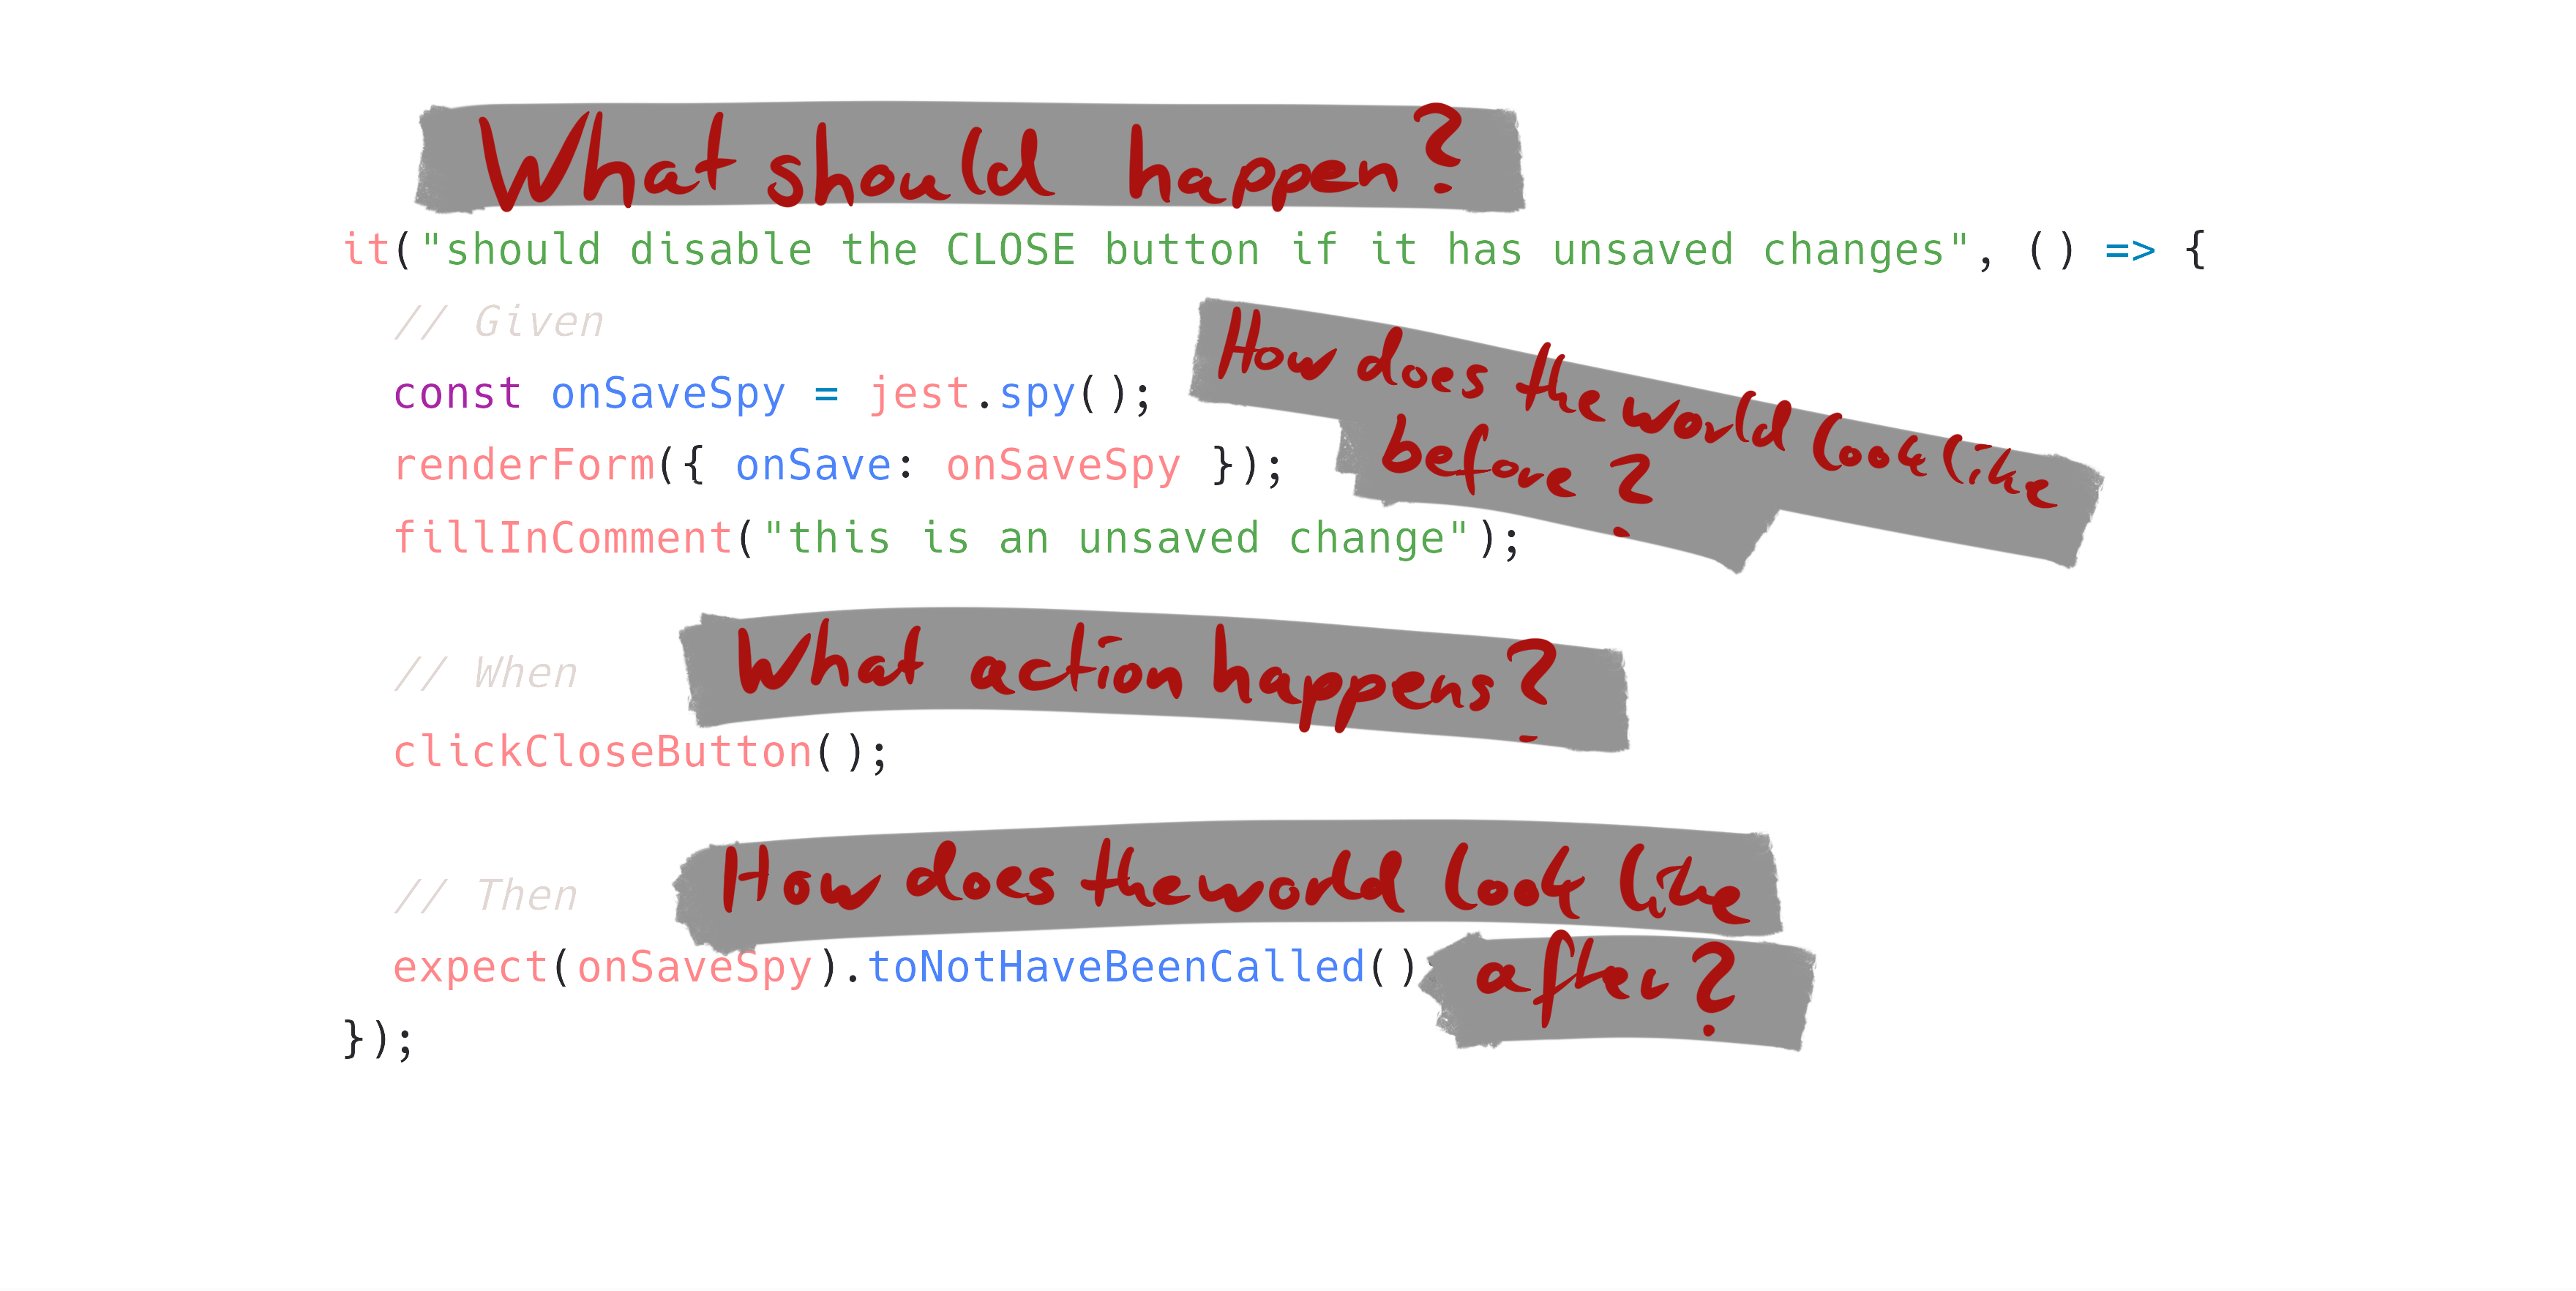 What should happen?
it("should disable the CLOSE button if it has unsaved changes", () => {
// Given
How does the world look like
before?
const onSaveSpy = jest.spy();
renderForm({ onSave: onSaveSpy });
fillInComment("this is an unsaved change");
// When
What action happens?
clickCloseButton();
// Then
How does the world look like
after?
expect(onSaveSpy).toNotHaveBeenCalled()
});